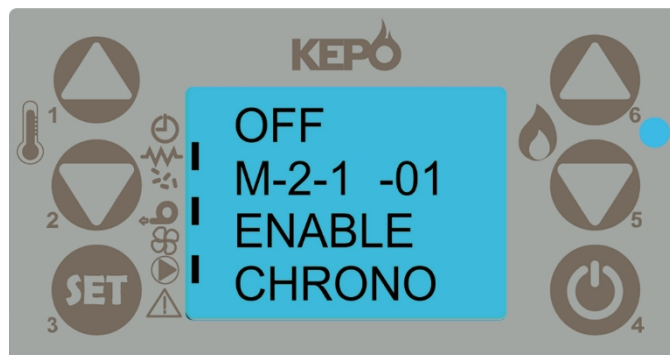 KEPO
1
2
SET
3
OFF
M-2-1 -01
ENABLE
CHRONO
6
5
4